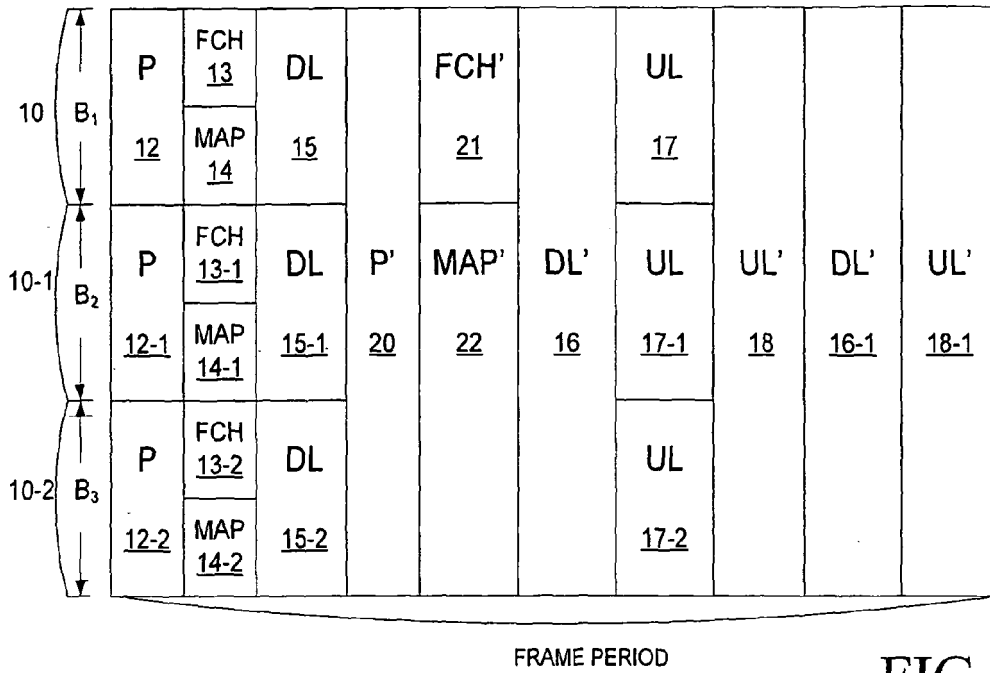 10
B₁
P
12
FCH
13
MAP
14
DL
15
FCH'
21
UL
17
10-1
B₂
P
12-1
FCH
13-1
MAP
14-1
DL
15-1
P'
20
MAP'
22
DL'
16
UL
17-1
UL'
18
DL'
16-1
UL'
18-1
10-2
B₃
P
12-2
FCH
13-2
MAP
14-2
DL
15-2
UL
17-2
FRAME PERIOD